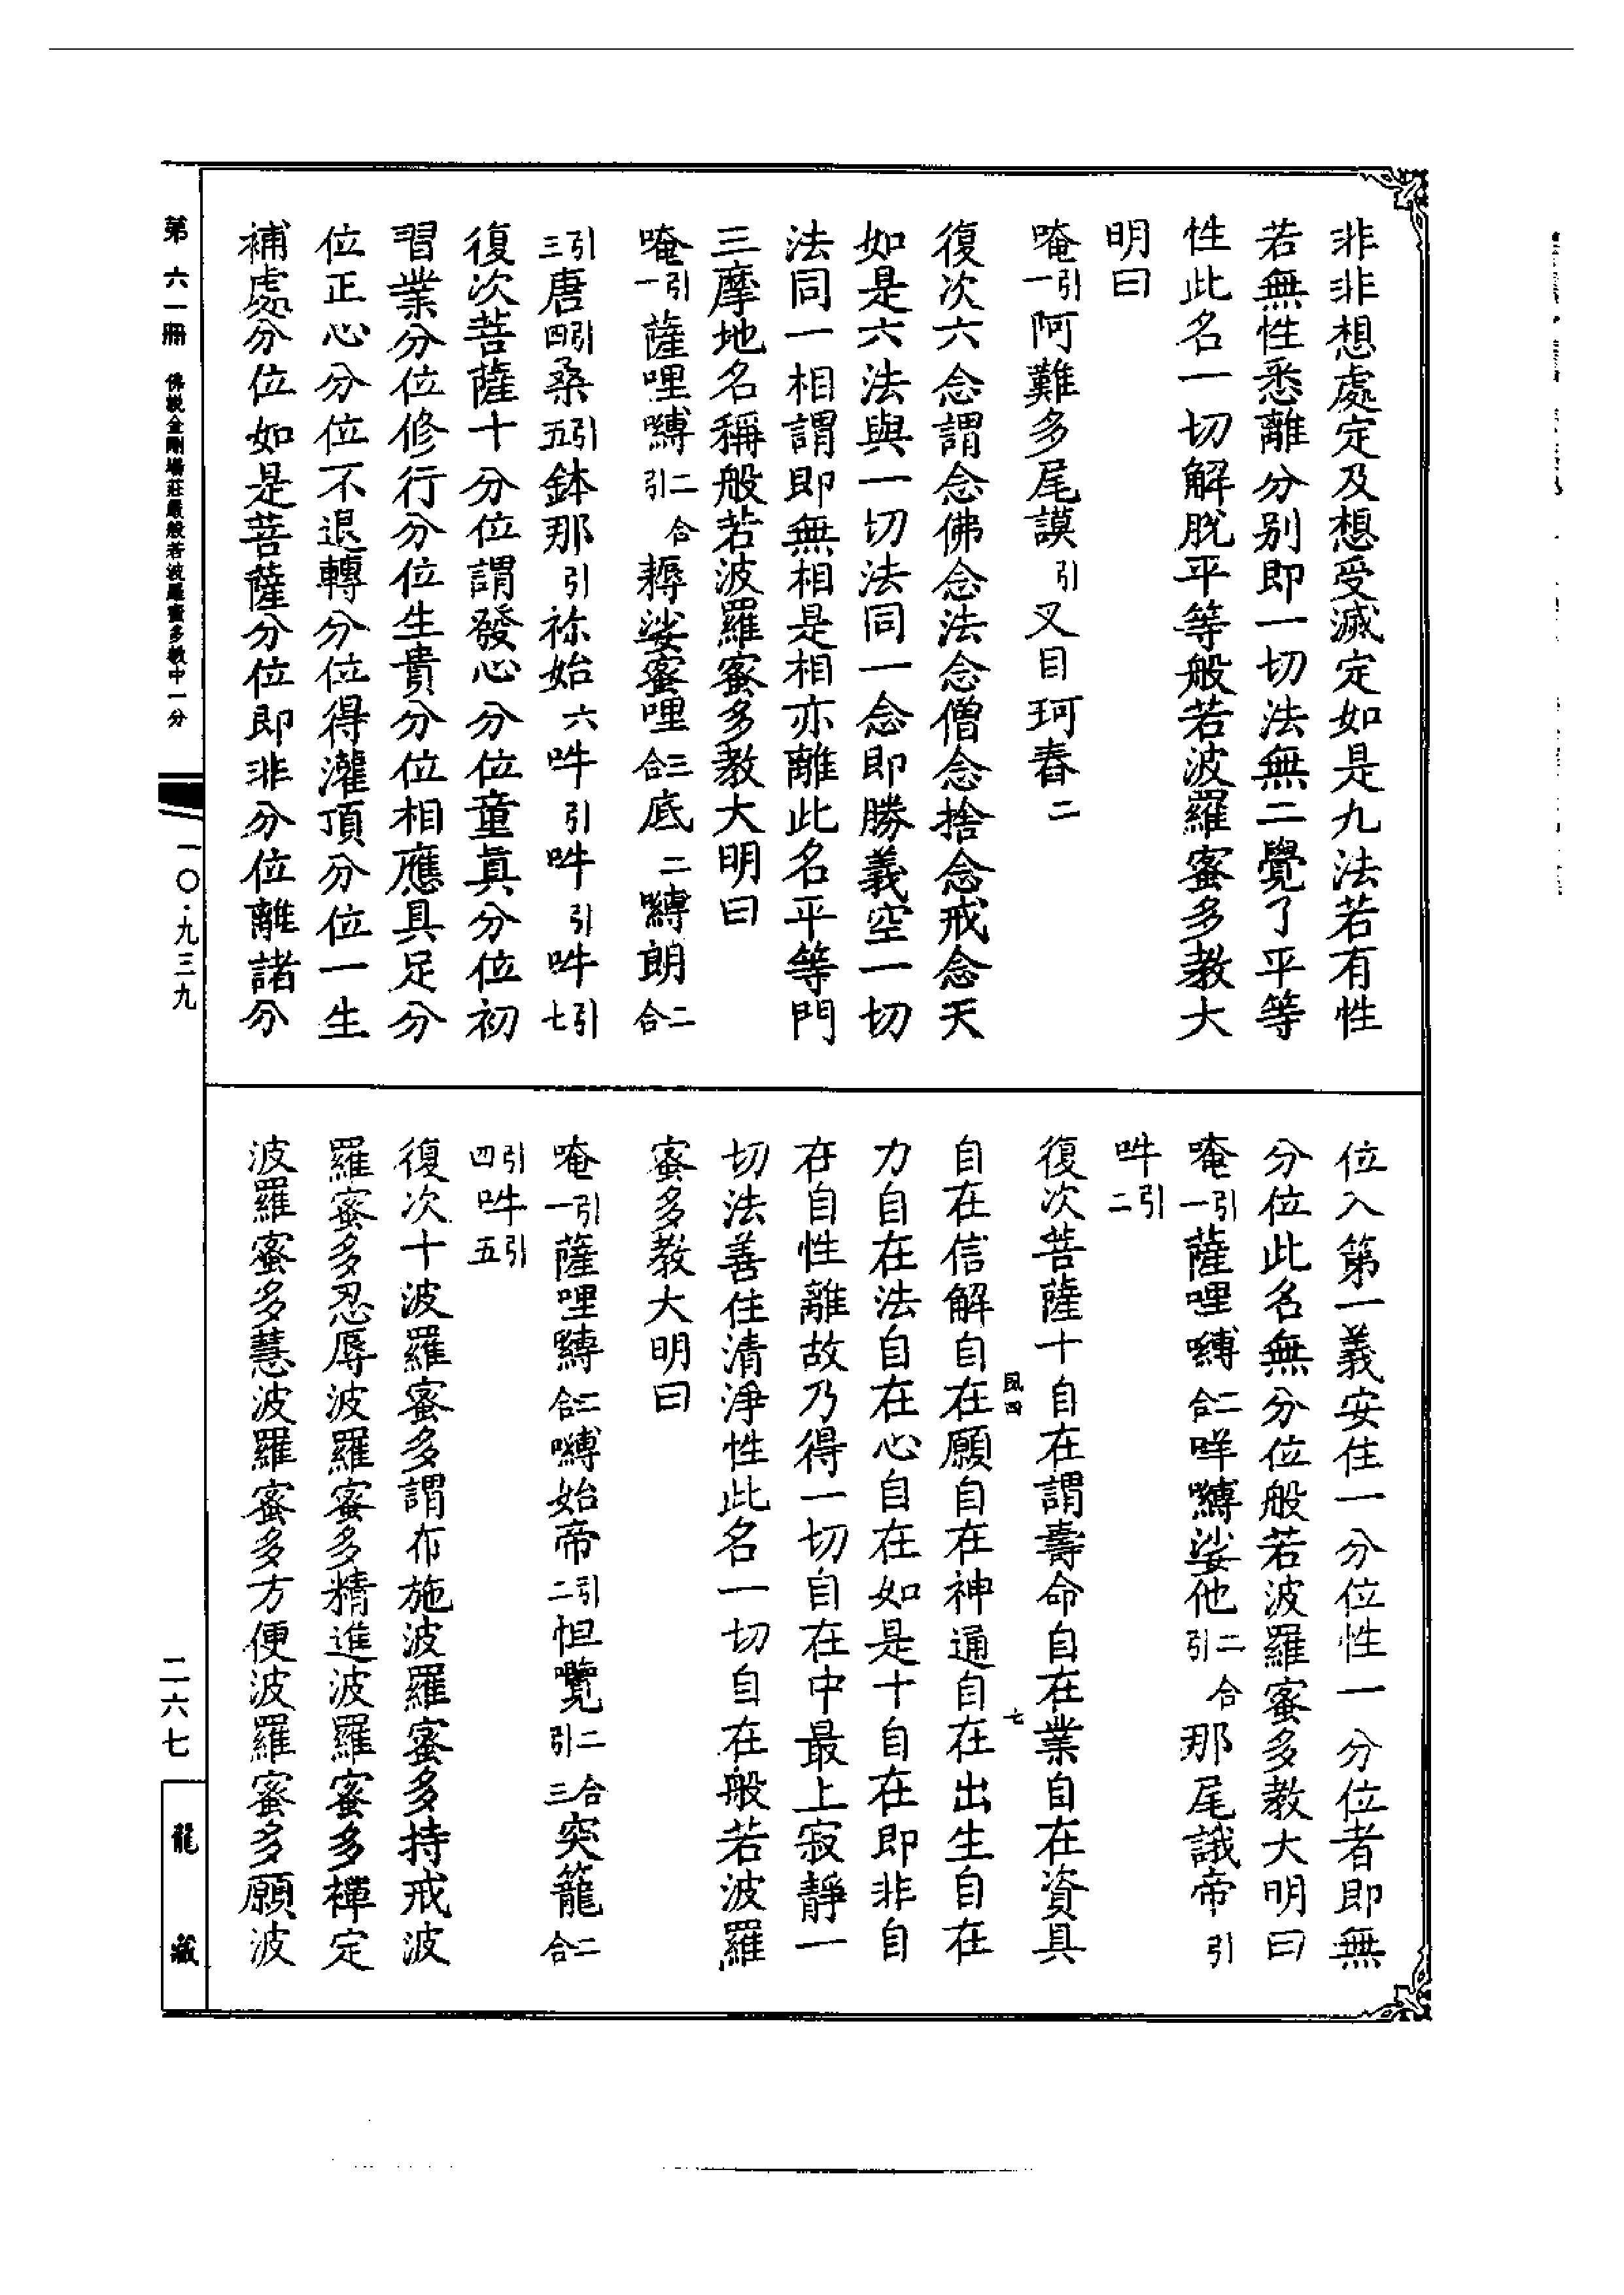 非非想處定及想受滅定如是九法若有性
若無性悉離分別即一切法無二覺了平等
性此名一切解脫平等般若波羅蜜多教大
明曰
唵引一阿難多尾謨引叉目珂舂二
復次六念謂念佛念法念僧念捨念戒念天
如是六法與一切法同一念即勝義空一切
法同一相謂即無相是相亦離此名平等門
三摩地名稱般若波羅蜜多教大明曰
唵引一薩哩嚩二合引耨娑蜜哩三合底二嚩朗二合
引三唐引四桑引五鉢那引祢始六吽引吽引吽引七
復次菩薩十分位謂發心分位童真分位初
習業分位修行分位生貴分位相應具足分
位正心分位不退轉分位得灌頂分位一生
補處分位如是菩薩分位即非分位離諸分
位入第一義安住一分位性一分位者即無
分位此名無分位般若波羅蜜多教大明曰
唵引一薩哩嚩二合咩嚩娑他二合引那尾誐帝引
吽引二
復次菩薩十自在謂壽命自在業自在資具
自在信解自在願自在神通自在出生自在
力自在法自在心自在如是十自在即非自
在自性離故乃得一切自在中最上寂靜一
切法善住清淨性此名一切自在般若波羅
蜜多教大明曰
唵引一薩哩嚩二合嚩始帝引二怛覽二合引三突籠二合
引四吽引五
復次十波羅蜜多謂布施波羅蜜多持戒波
羅蜜多忍辱波羅蜜多精進波羅蜜多禪定
波羅蜜多慧波羅蜜多方便波羅蜜多願波
鳳四
七
第六一冊 佛說金剛場莊嚴般若波羅蜜多教中一分
一〇·九三九
二六七
龍藏